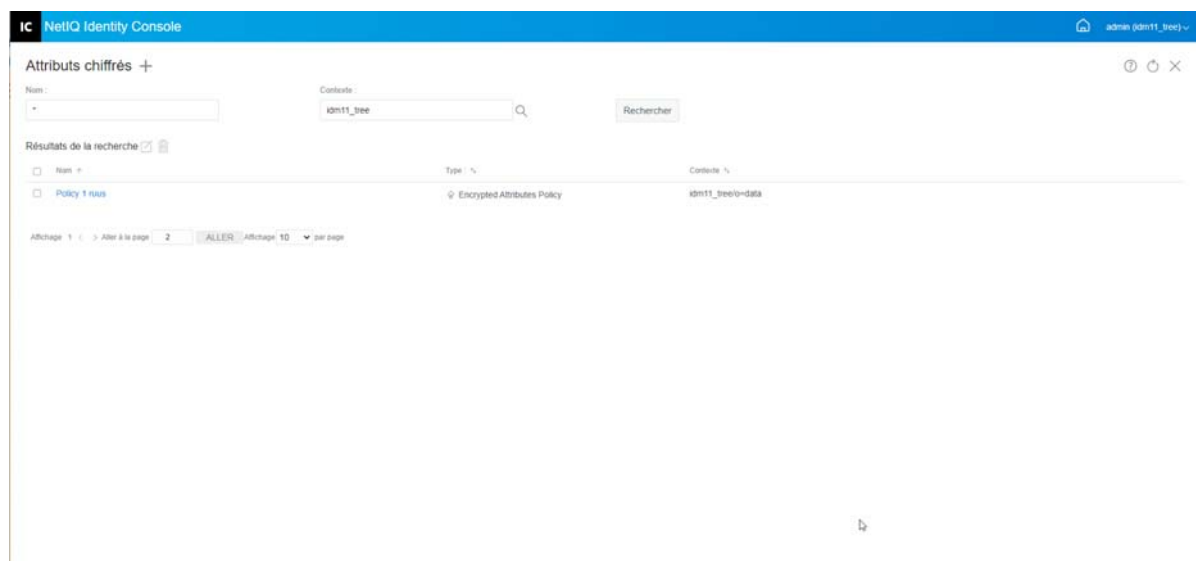 IC NetIQ Identity Console admin (idm11_tree)
Attributs chiffrés
Nom : Contexte :
* idm11_tree Rechercher
Résultats de la recherche
Nom Type : Contexte
Policy 1 ruus Encrypted Attributes Policy idm11_tree/o=data
Affichage 1 Aller à la page 2 ALLER Affichage 10 par page